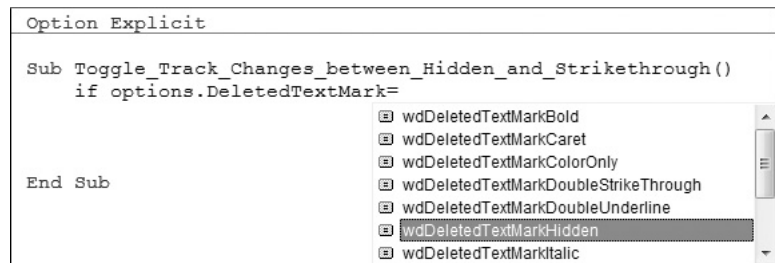 Option Explicit
Sub Toggle_Track_Changes_between_Hidden_and_Strikethrough()
if options.DeletedTextMark=
wdDeletedTextMarkBold
wdDeletedTextMarkCaret
wdDeletedTextMarkColorOnly
End Sub
wdDeletedTextMarkDoubleStrikeThrough
wdDeletedTextMarkDoubleUnderline
wdDeletedTextMarkHidden
wdDeletedTextMarkItalic